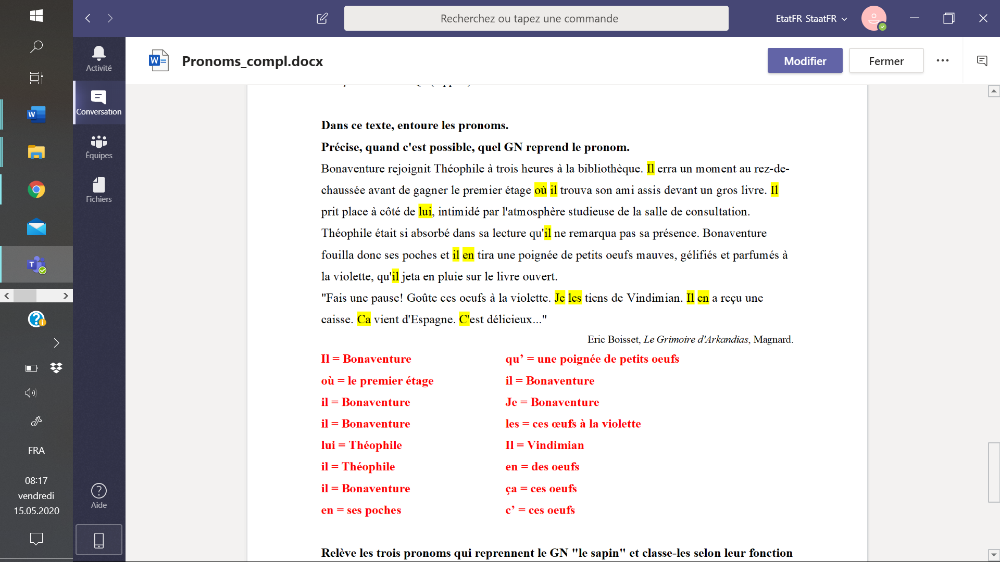 Recherchez ou tapez une commande
EtatFR-StaatFR
Activité
Conversation
Équipes
Fichiers
Aide
FRA
08:17
vendredi
15.05.2020
Pronoms_compl.docx
Modifier
Fermer
Dans ce texte, entoure les pronoms.
Précise, quand c'est possible, quel GN reprend le pronom.
Bonaventure rejoignit Théophile à trois heures à la bibliothèque. Il erra un moment au rez-de-
chaussée avant de gagner le premier étage où il trouva son ami assis devant un gros livre. Il
prit place à côté de lui, intimidé par l'atmosphère studieuse de la salle de consultation.
Théophile était si absorbé dans sa lecture qu'il ne remarqua pas sa présence. Bonaventure
fouilla donc ses poches et il en tira une poignée de petits oeufs mauves, gélifiés et parfumés à
la violette, qu'il jeta en pluie sur le livre ouvert.
"Fais une pause! Goûte ces oeufs à la violette. Je les tiens de Vindimian. Il en a reçu une
caisse. Ca vient d'Espagne. C'est délicieux..."
Eric Boisset, Le Grimoire d'Arkandias, Magnard.
Il = Bonaventure
où = le premier étage
il = Bonaventure
il = Bonaventure
lui = Théophile
il = Théophile
il = Bonaventure
en = ses poches
qu’ = une poignée de petits oeufs
il = Bonaventure
Je = Bonaventure
les = ces œufs à la violette
Il = Vindimian
en = des oeufs
ça = ces oeufs
c’ = ces oeufs
Relève les trois pronoms qui reprennent le GN "le sapin" et classe-les selon leur fonction